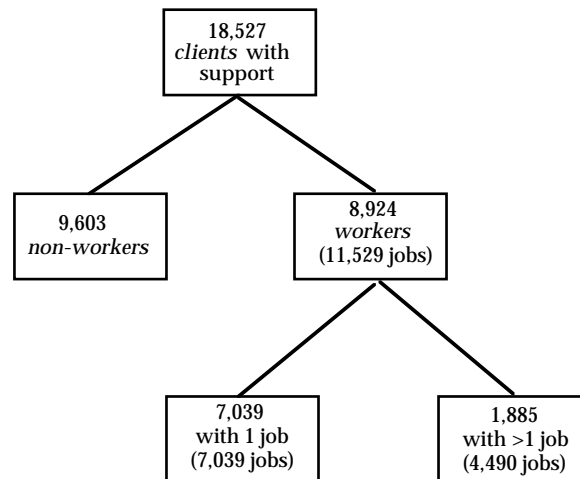 18,527
clients with
support
9,603
non-workers
8,924
workers
(11,529 jobs)
7,039
with 1 job
(7,039 jobs)
1,885
with >1 job
(4,490 jobs)